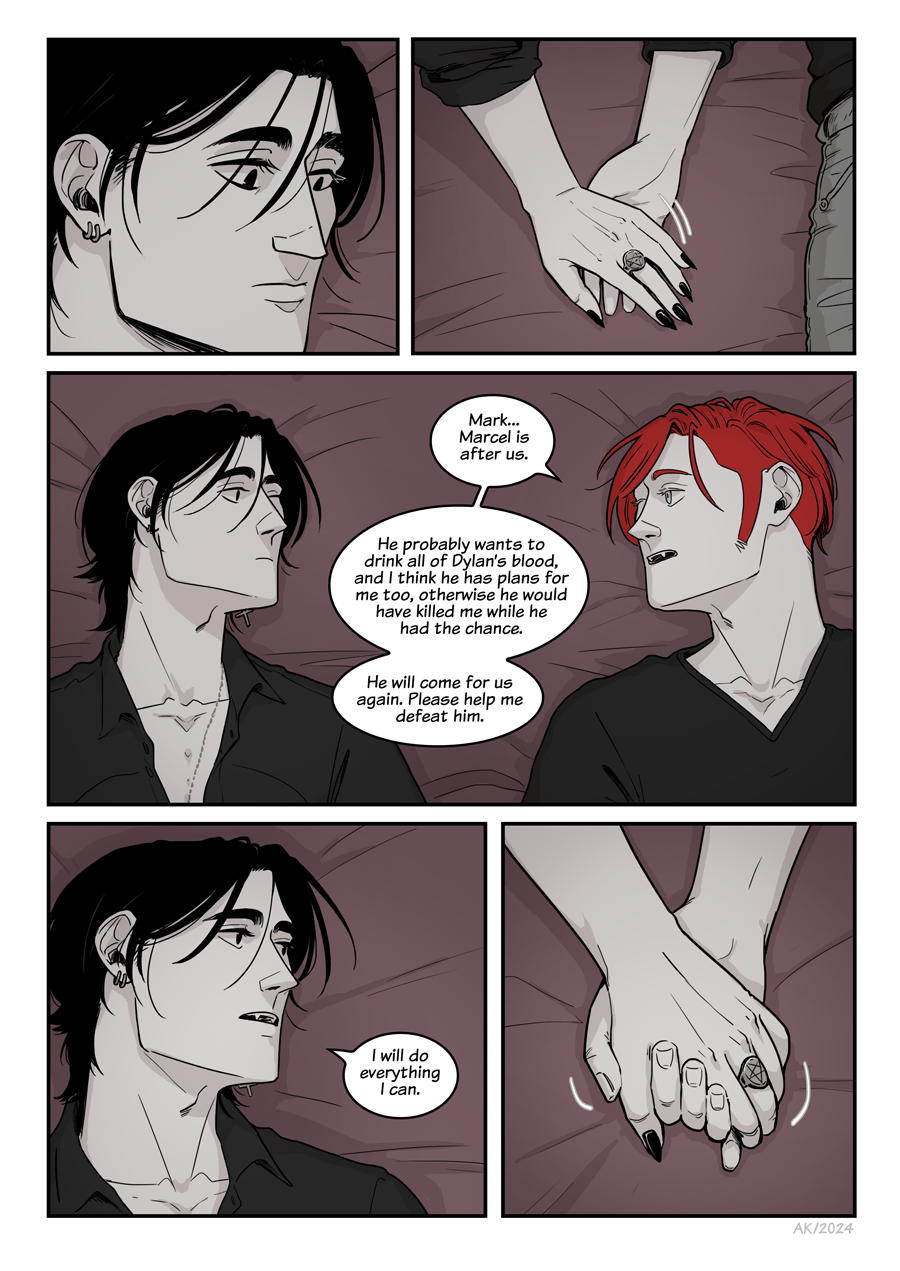 Mark...
Marcel is
after us.
He probably wants to
drink all of Dylan's blood,
and I think he has plans for
me too, otherwise he would
have killed me while he
had the chance.
He will come for us
again. Please help me
defeat him.
I will do
everything
I can.
AK/2024